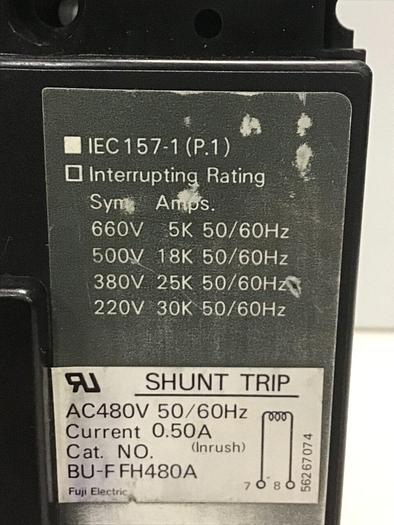 IEC157-1(P.1)
Interrupting Rating
Sym. Amps.
660V 5K 50/60Hz
500V 18K 50/60Hz
380V 25K 50/60Hz
220V 30K 50/60Hz
RU SHUNT TRIP
AC480V 50/60Hz
Current 0.50A
(Inrush)
Cat. NO.
BU-FFH480A
Fuji Electric
7 8
56267074